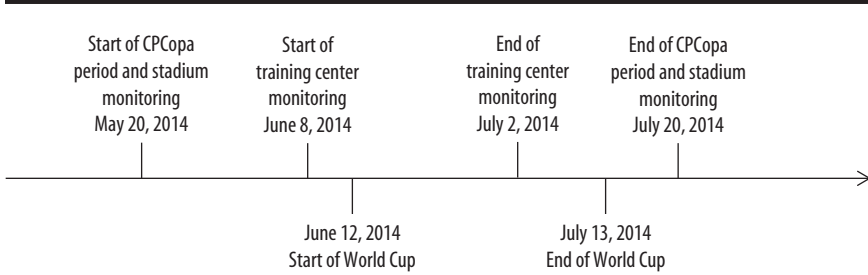 Start of CPCopa
period and stadium
monitoring
May 20, 2014
Start of
training center
monitoring
June 8, 2014
End of
training center
monitoring
July 2, 2014
End of CPCopa
period and stadium
monitoring
July 20, 2014
June 12, 2014
Start of World Cup
July 13, 2014
End of World Cup